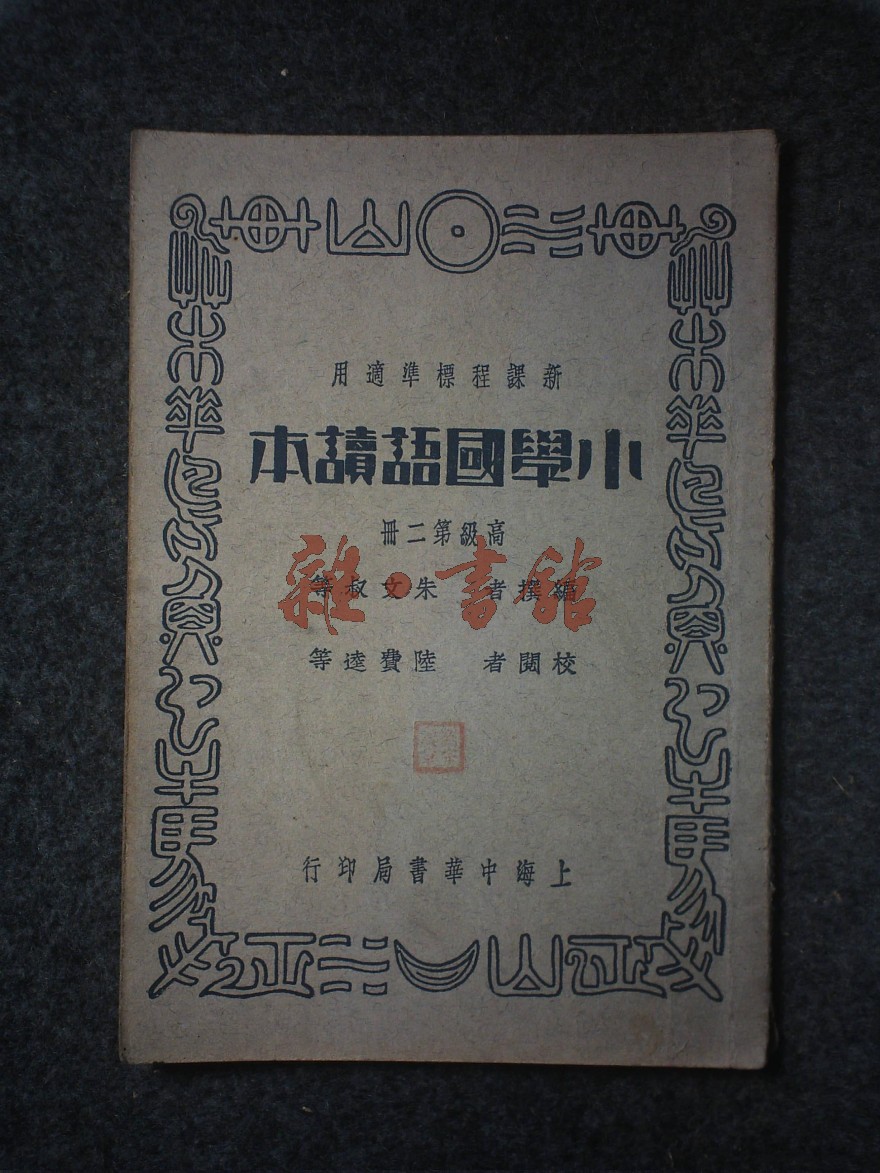 新課程標準適用
小學國語讀本
高級第二冊
編撰者 朱文叔等
雜·書館
校閱者 陸費逵等
上海中華書局印行